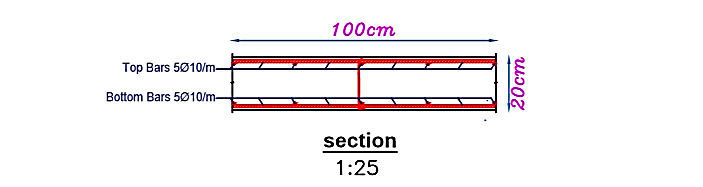 100cm
Top Bars 5Ø10/m
20cm
Bottom Bars 5Ø10/m
section
1:25